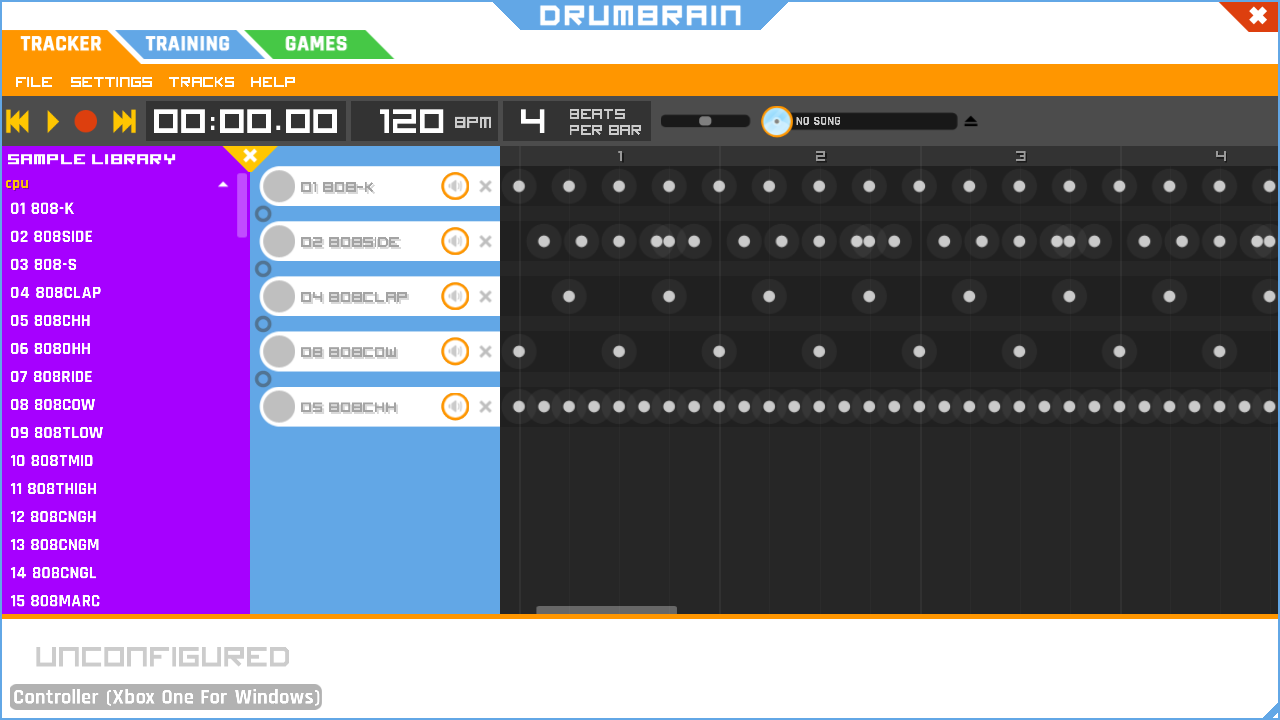 DRUMBRAIN
TRACKER TRAINING GAMES
FILE SETTINGS TRACKS HELP
00:00.00 120 BPM 4 BEATS PER BAR NO SONG
SAMPLE LIBRARY
1 2 3 4
cpu
01 808-K
02 808SIDE
03 808-S
04 808CLAP
05 808CHH
06 808OHH
07 808RIDE
08 808COW
09 808TLOW
10 808TMID
11 808THIGH
12 808CNGH
13 808CNGM
14 808CNGL
15 808MARC
01 808-K
02 808SIDE
04 808CLAP
08 808COW
05 808CHH
UNCONFIGURED
Controller (Xbox One For Windows)